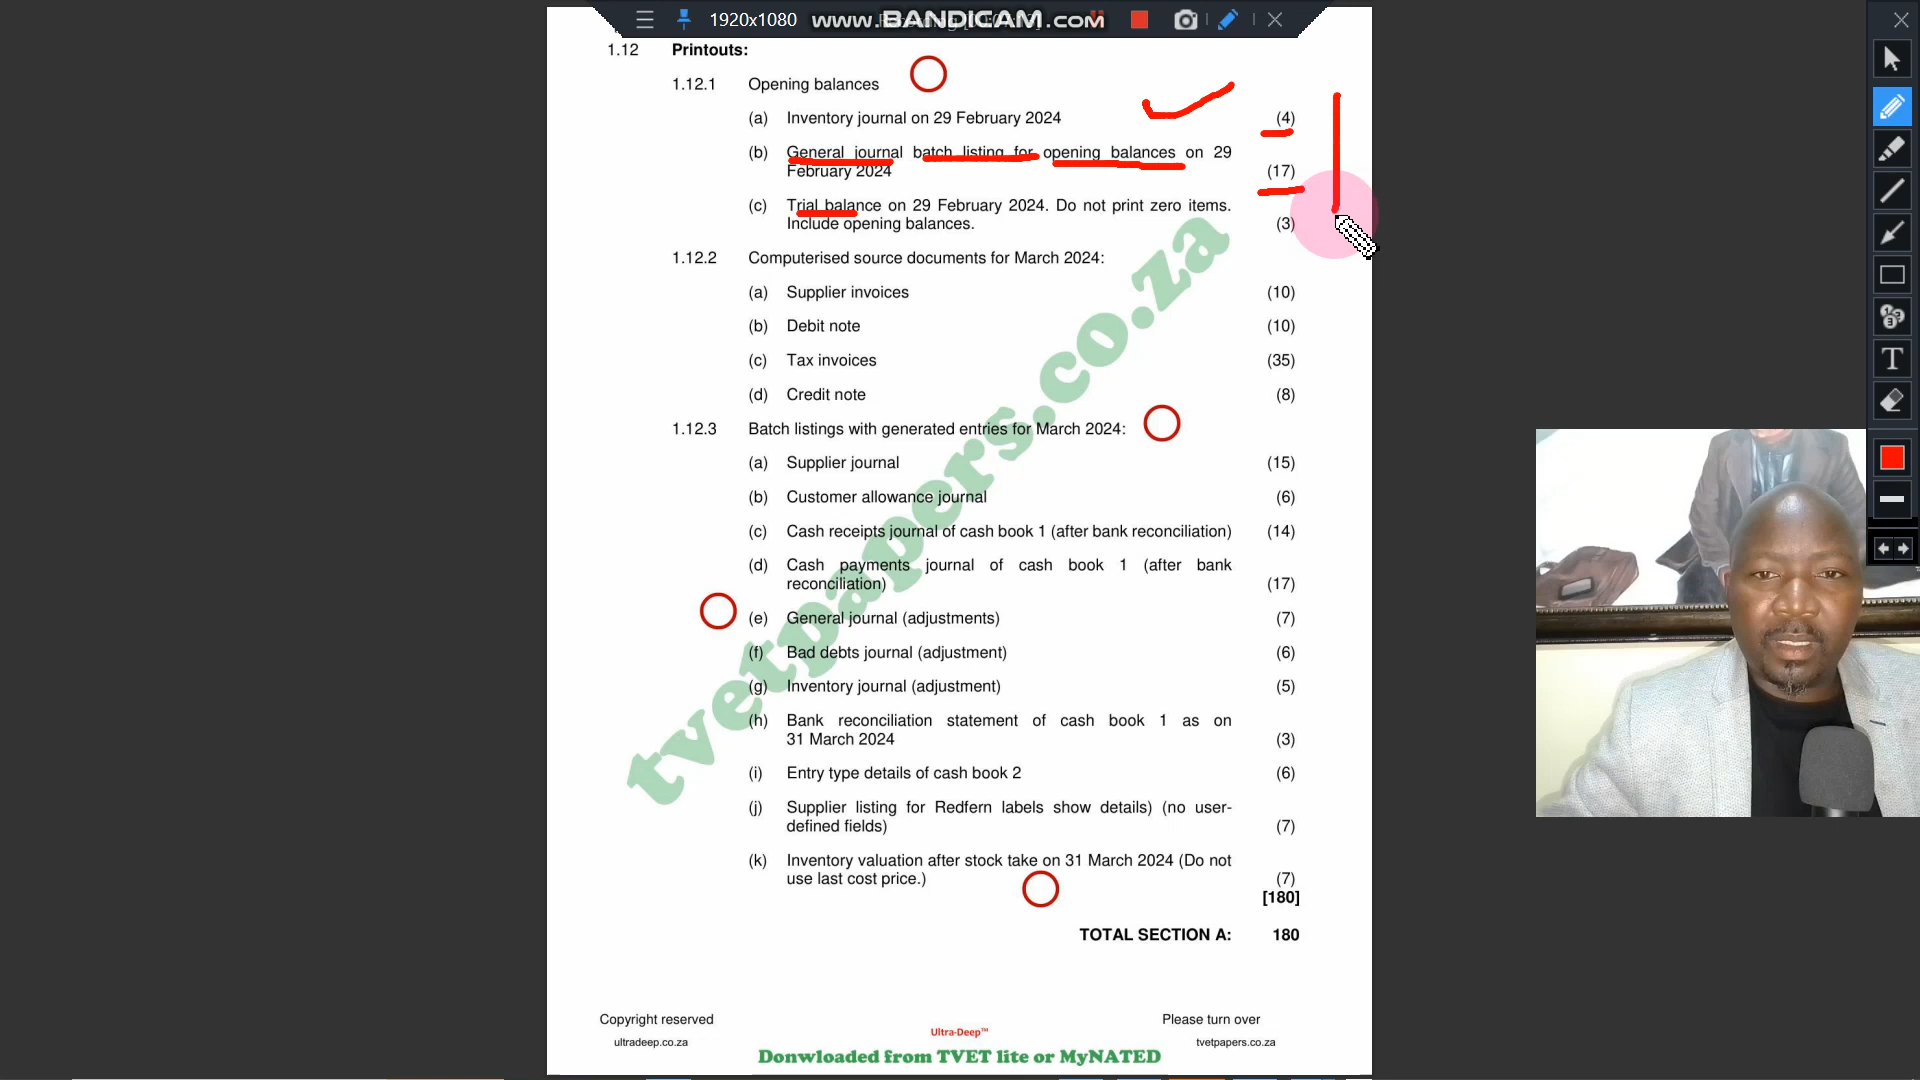 1920x1080
www.BANDICAM.com
1.12 Printouts:
1.12.1 Opening balances
(a) Inventory journal on 29 February 2024 (4)
(b) General journal batch listing for opening balances on 29
February 2024 (17)
(c) Trial balance on 29 February 2024. Do not print zero items.
Include opening balances. (3)
1.12.2 Computerised source documents for March 2024:
(a) Supplier invoices (10)
(b) Debit note (10)
(c) Tax invoices (35)
(d) Credit note (8)
1.12.3 Batch listings with generated entries for March 2024:
(a) Supplier journal (15)
(b) Customer allowance journal (6)
(c) Cash receipts journal of cash book 1 (after bank reconciliation) (14)
(d) Cash payments journal of cash book 1 (after bank
reconciliation) (17)
(e) General journal (adjustments) (7)
(f) Bad debts journal (adjustment) (6)
(g) Inventory journal (adjustment) (5)
(h) Bank reconciliation statement of cash book 1 as on
31 March 2024 (3)
(i) Entry type details of cash book 2 (6)
(j) Supplier listing for Redfern labels show details) (no user-
defined fields) (7)
(k) Inventory valuation after stock take on 31 March 2024 (Do not
use last cost price.) (7)
[180]
TOTAL SECTION A: 180
tvetpapers.co.za
Copyright reserved Please turn over
ultradeep.co.za Ultra-Deep™ tvetpapers.co.za
Donwloaded from TVET lite or MyNATED